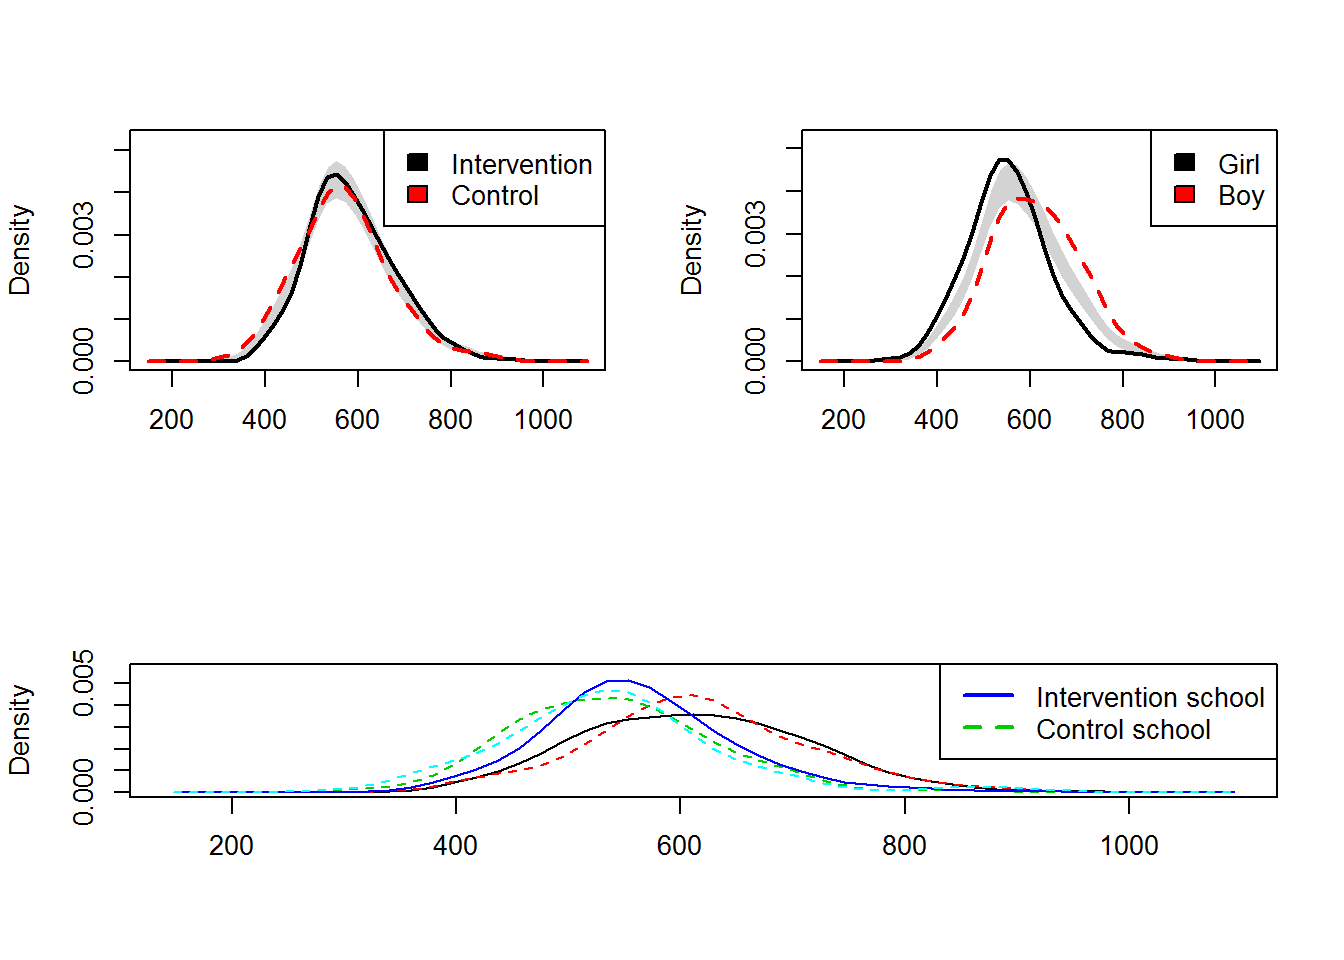 Density
0.000 0.003
200 400 600 800 1000
Intervention
Control
Density
0.000 0.003
200 400 600 800 1000
Girl
Boy
Density
0.000 0.005
200 400 600 800 1000
Intervention school
Control school